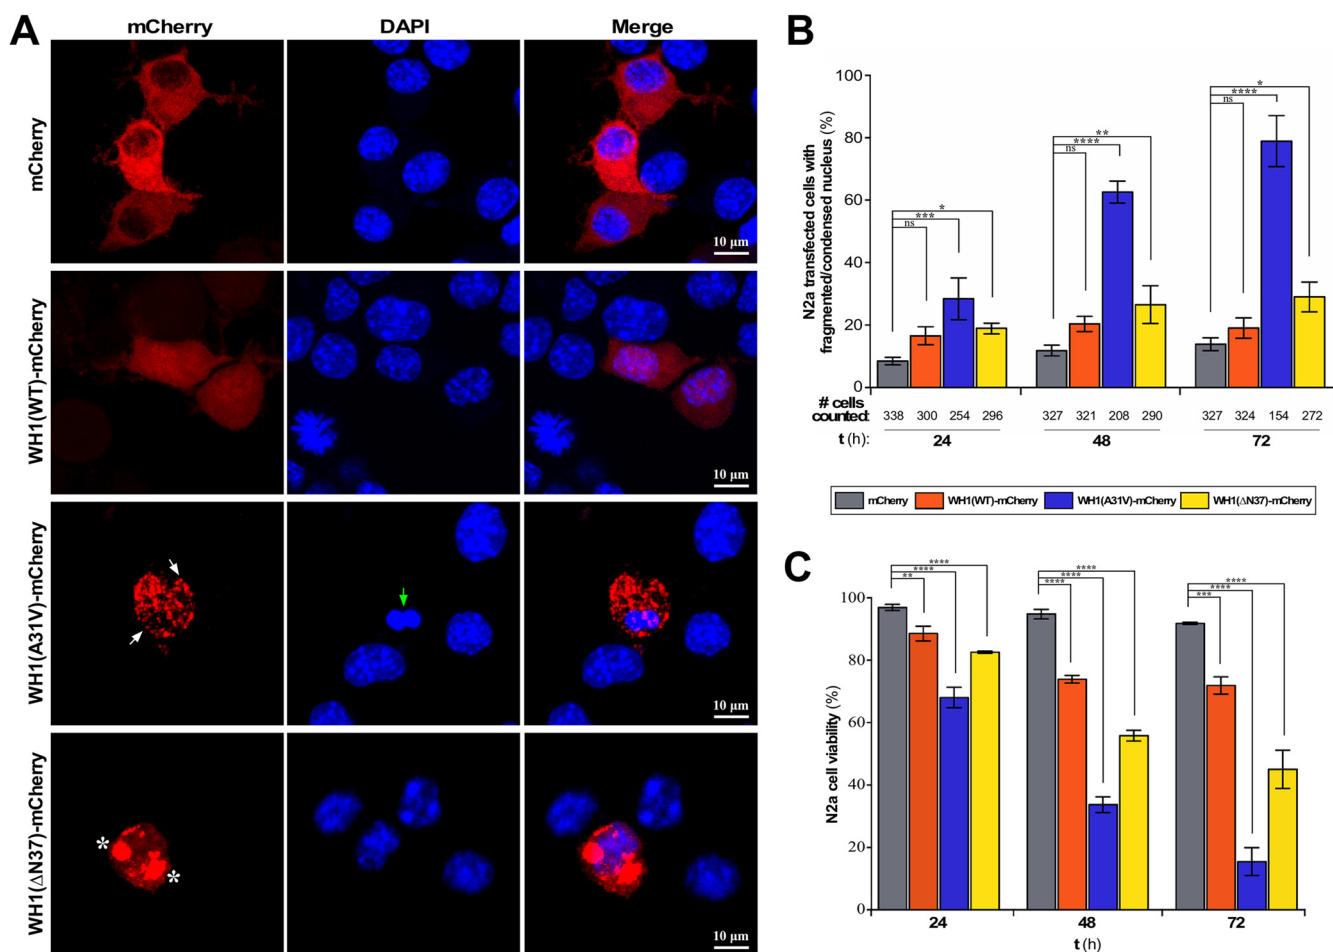 A
mCherry
DAPI
Merge
mCherry
10 µm
WH1(WT)-mCherry
10 µm
WH1(A31V)-mCherry
10 µm
WH1(ΔN37)-mCherry
*
*
10 µm
B
N2a transfected cells with
fragmented/condensed nucleus (%)
100
80
60
40
20
0
*
***
ns
**
****
ns
*
****
ns
# cells
counted:
338 300 254 296 327 321 208 290 327 324 154 272
t (h): 24 48 72
mCherry WH1(WT)-mCherry WH1(A31V)-mCherry WH1(ΔN37)-mCherry
C
N2a cell viability (%)
100
80
60
40
20
0
****
****
**
****
****
****
****
****
***
24 48 72
t (h)